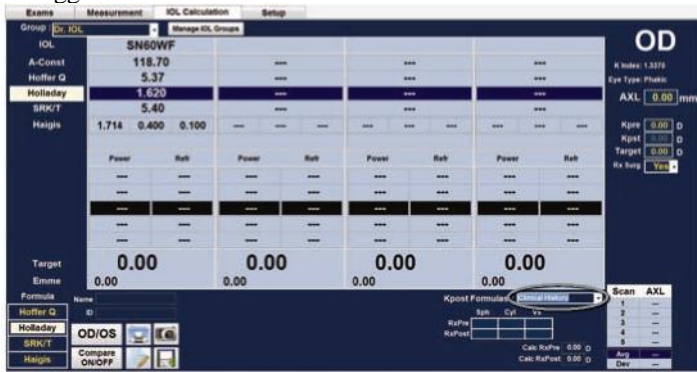 Exams Measurement IOL Calculation Setup
Group : Dr. IOL Manage IOL Groups
OD
IOL SN60WF
A-Const 118.70 --- --- ---
K Index: 1.3375
Hoffer Q 5.37 --- --- ---
Eye Type: Phakic
Holladay 1.620 --- --- ---
AXL 0.00 mm
SRK/T 5.40 --- --- ---
Haigis 1.714 0.400 0.100 --- --- --- --- --- --- --- --- ---
Kpre 0.00 D
Kpst 0.00 D
Target 0.00 D
Rx Surg Yes
Power Refr Power Refr Power Refr Power Refr
--- --- --- --- --- --- --- ---
--- --- --- --- --- --- --- ---
--- --- --- --- --- --- --- ---
--- --- --- --- --- --- --- ---
--- --- --- --- --- --- --- ---
Target 0.00 0.00 0.00 0.00
Emme 0.00 0.00 0.00 0.00
Formula Name
Kpost Formulas Clinical History
Scan AXL
Hoffer Q ID
Sph Cyl Vx
1 ---
2 ---
Holladay OD/OS
RxPre
3 ---
RxPost
4 ---
SRK/T
5 ---
Calc RxPre 0.00 D
Haigis Compare ON/OFF
Calc RxPost 0.00 D
Avg ---
Dev ---